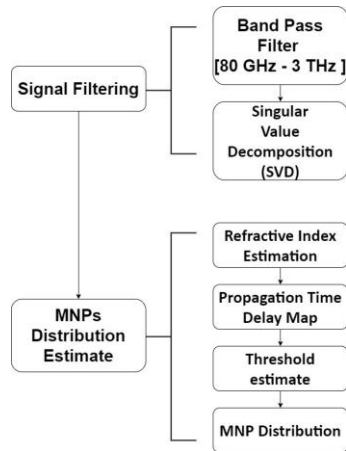 Signal Filtering
Band Pass
Filter
[80 GHz - 3 THz ]
Singular
Value
Decomposition
(SVD)
MNPs
Distribution
Estimate
Refractive Index
Estimation
Propagation Time
Delay Map
Threshold
estimate
MNP Distribution